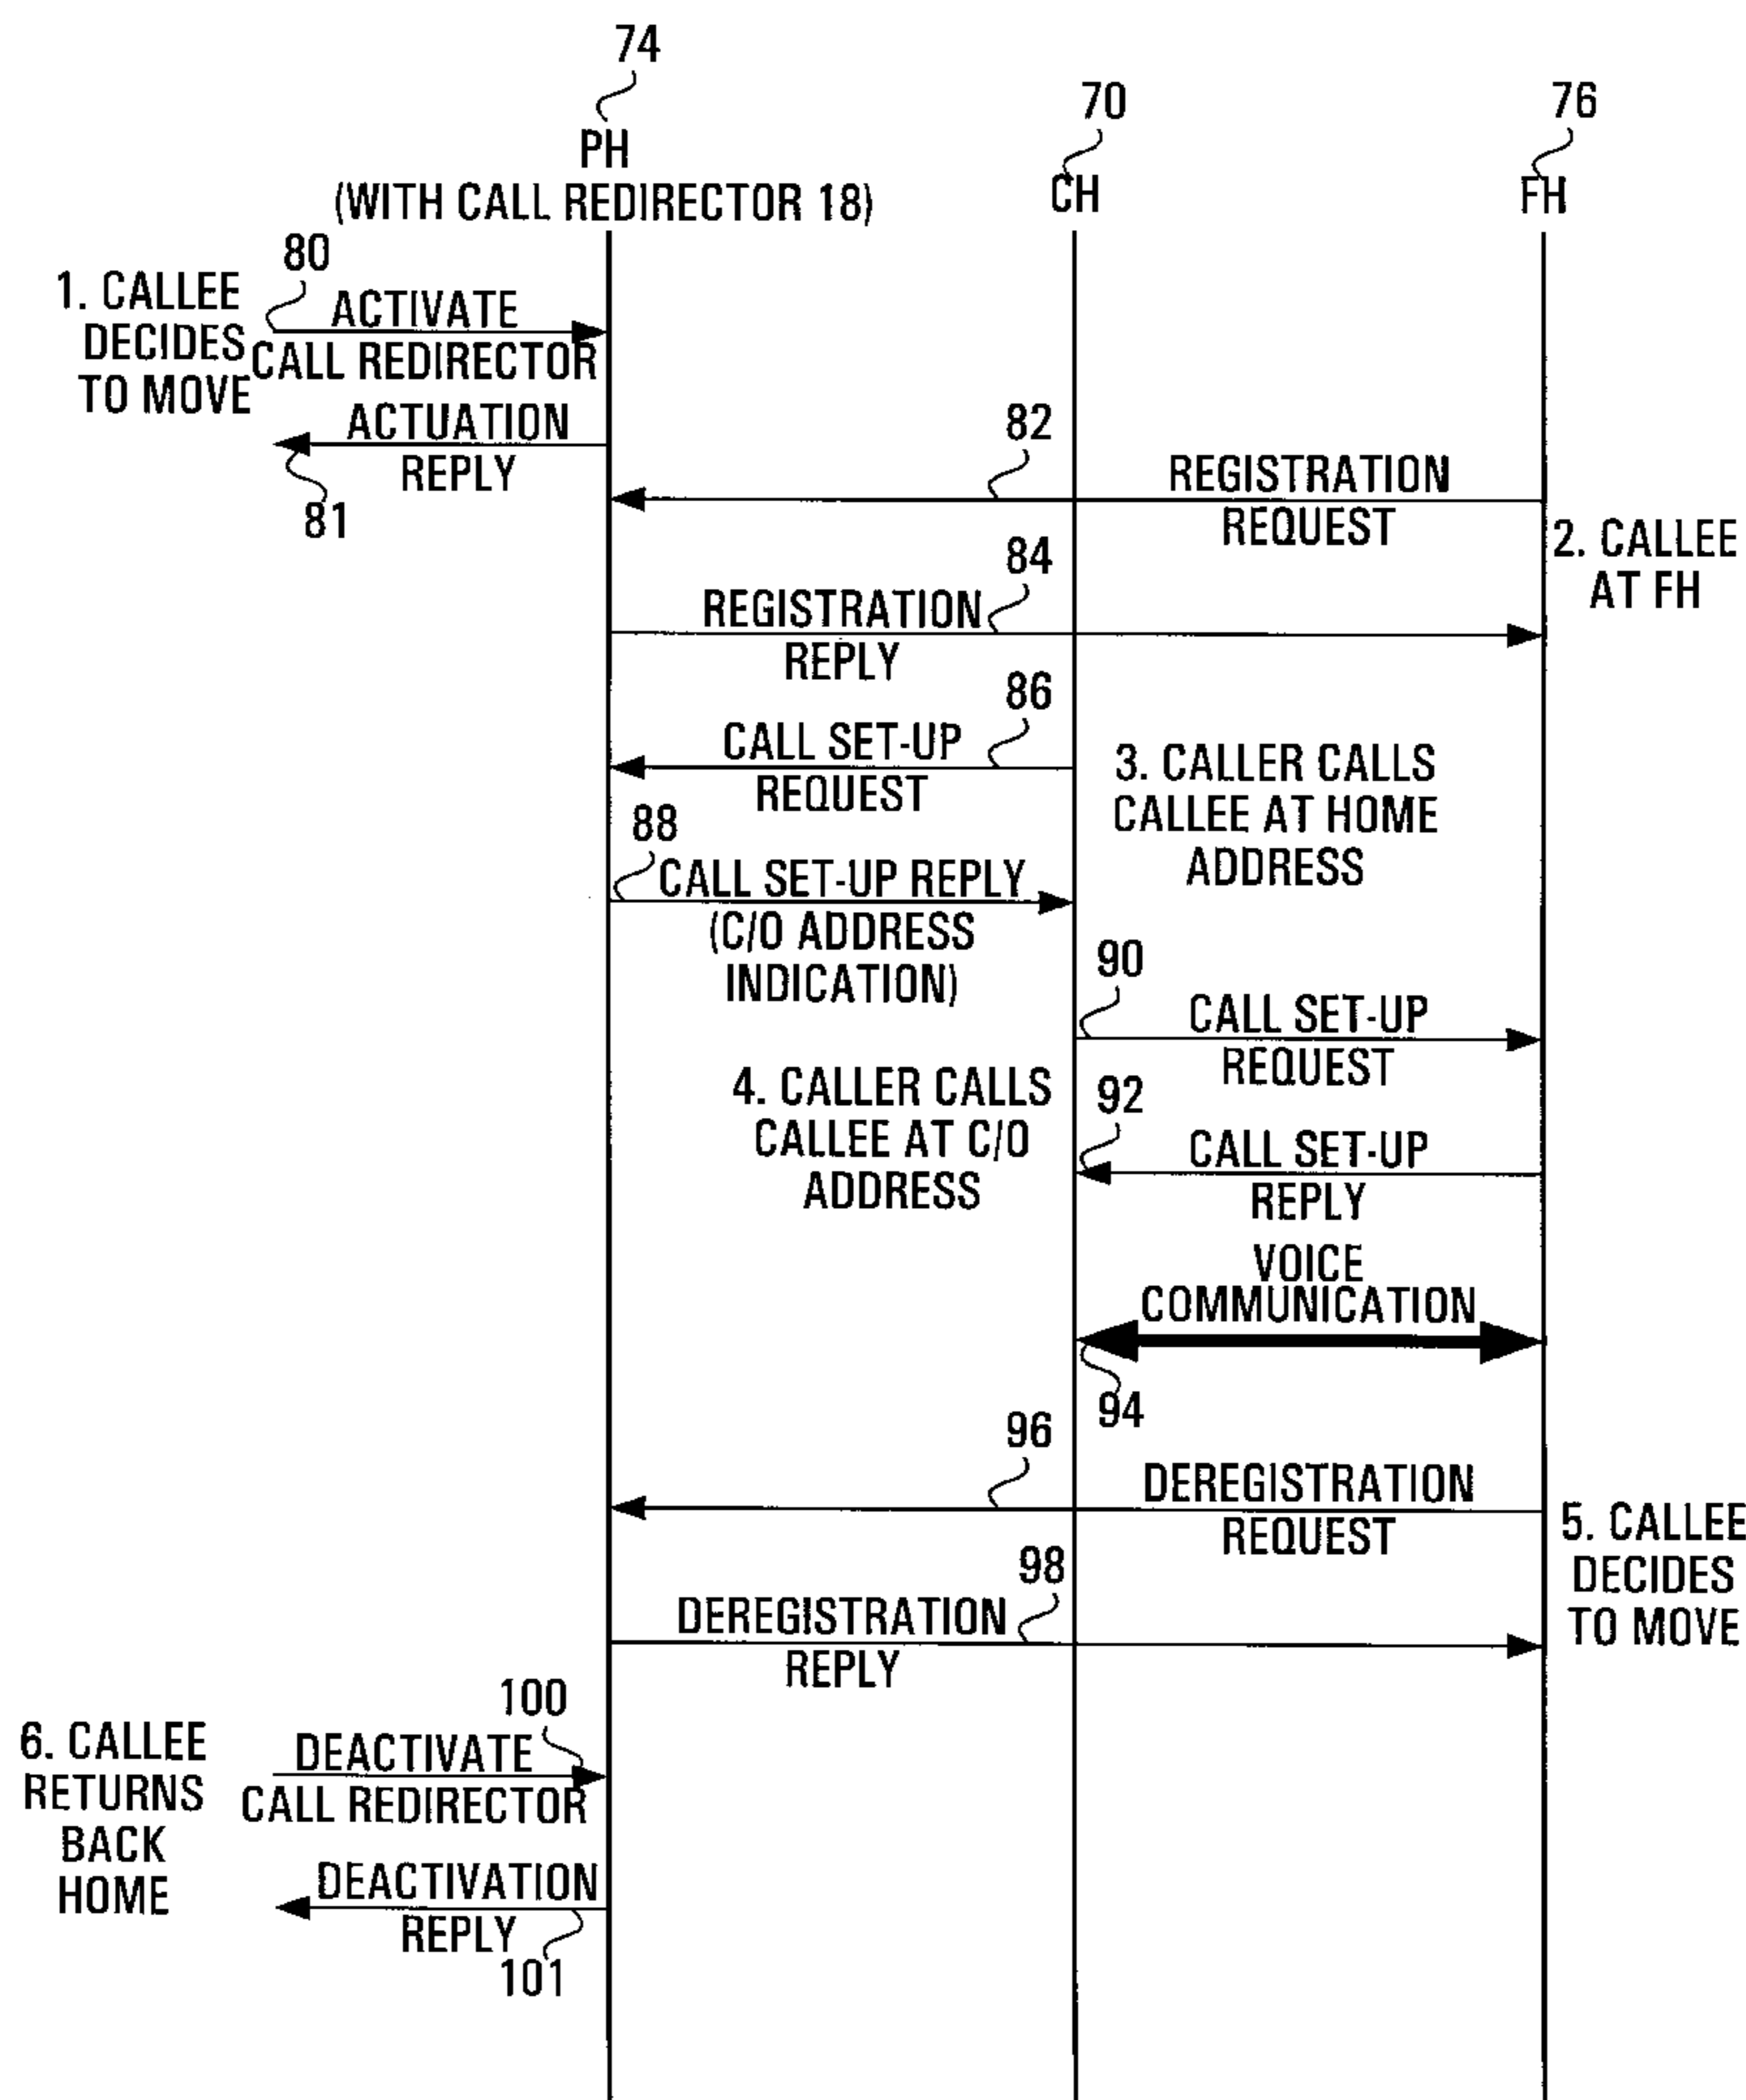 74
70
76
PH
(WITH CALL REDIRECTOR 18)
CH
FH
80
1. CALLEE
DECIDES
TO MOVE
ACTIVATE
CALL REDIRECTOR
ACTUATION
REPLY
81
82
REGISTRATION
REQUEST
2. CALLEE
AT FH
84
REGISTRATION
REPLY
86
CALL SET-UP
REQUEST
3. CALLER CALLS
CALLEE AT HOME
ADDRESS
88
CALL SET-UP REPLY
(C/O ADDRESS
INDICATION)
90
CALL SET-UP
REQUEST
4. CALLER CALLS
CALLEE AT C/O
ADDRESS
92
CALL SET-UP
REPLY
VOICE
COMMUNICATION
94
96
DEREGISTRATION
REQUEST
5. CALLEE
DECIDES
TO MOVE
98
DEREGISTRATION
REPLY
100
6. CALLEE
RETURNS
BACK
HOME
DEACTIVATE
CALL REDIRECTOR
DEACTIVATION
REPLY
101